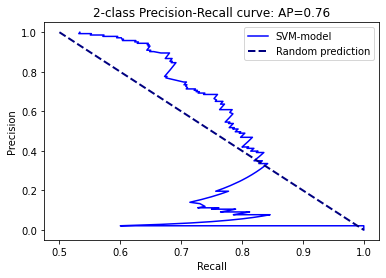 2-class Precision-Recall curve: AP=0.76
SVM-model
Random prediction
Precision
1.0
0.8
0.6
0.4
0.2
0.0
0.5
0.6
0.7
0.8
0.9
1.0
Recall